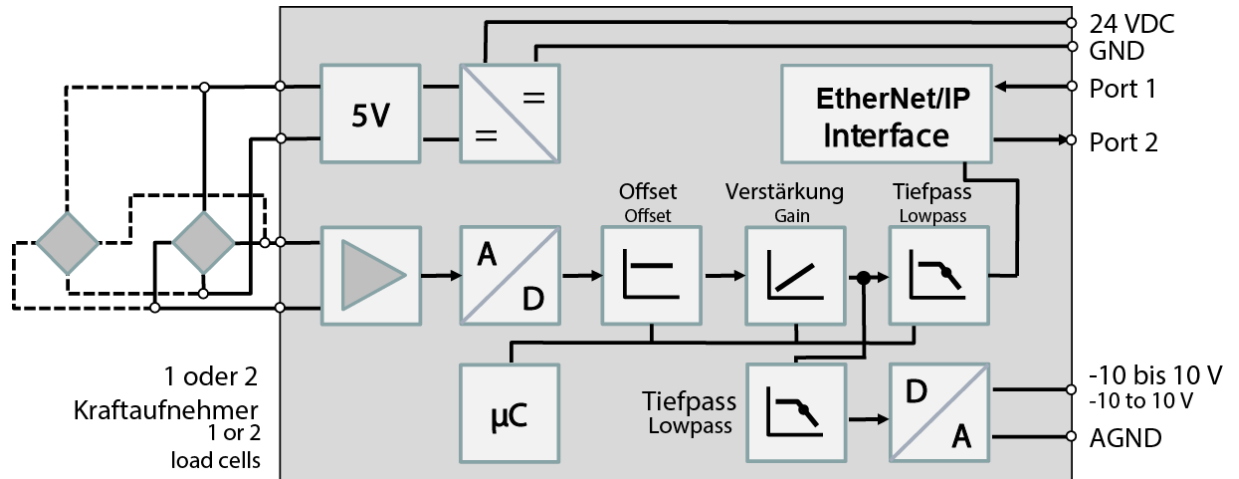 24 VDC
GND
5V
=
=
EtherNet/IP
Interface
Port 1
Port 2
Offset
Offset
Verstärkung
Gain
Tiefpass
Lowpass
A
D
1 oder 2
Kraftaufnehmer
1 or 2
load cells
µC
Tiefpass
Lowpass
D
A
-10 bis 10 V
-10 to 10 V
AGND